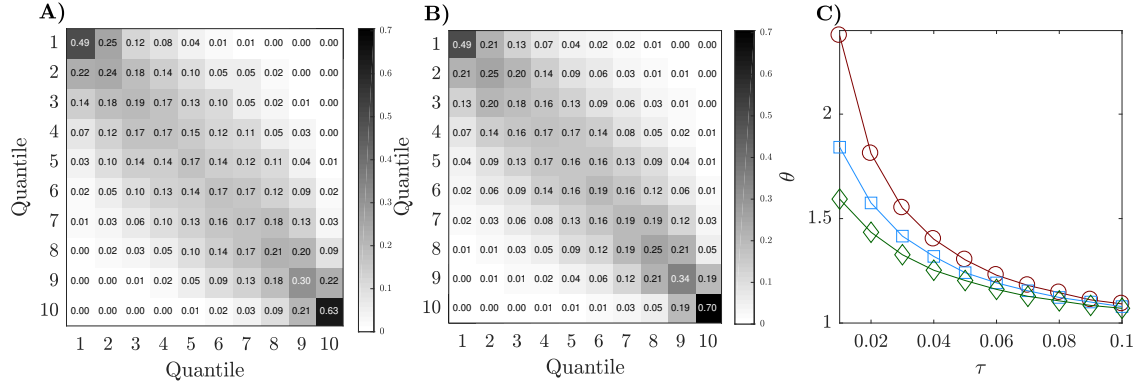 A)
Quantile
1 0.49 0.25 0.12 0.08 0.04 0.01 0.01 0.00 0.00 0.00
2 0.22 0.24 0.18 0.14 0.10 0.05 0.05 0.02 0.01 0.00
3 0.14 0.18 0.19 0.17 0.13 0.10 0.05 0.02 0.01 0.00
4 0.07 0.12 0.17 0.17 0.15 0.12 0.11 0.05 0.03 0.00
5 0.03 0.10 0.14 0.14 0.17 0.14 0.12 0.11 0.04 0.01
6 0.02 0.05 0.10 0.13 0.14 0.17 0.17 0.12 0.09 0.02
7 0.01 0.03 0.06 0.10 0.13 0.16 0.17 0.18 0.13 0.03
8 0.00 0.02 0.03 0.05 0.10 0.14 0.17 0.21 0.20 0.09
9 0.00 0.00 0.01 0.02 0.05 0.09 0.13 0.18 0.30 0.22
10 0.00 0.00 0.00 0.01 0.01 0.02 0.03 0.09 0.21 0.63
1 2 3 4 5 6 7 8 9 10
Quantile
0.7
0.6
0.5
0.4
0.3
0.2
0.1
0
B)
Quantile
1 0.49 0.21 0.13 0.07 0.04 0.02 0.02 0.01 0.00 0.00
2 0.21 0.25 0.20 0.14 0.09 0.06 0.03 0.01 0.01 0.00
3 0.13 0.20 0.18 0.16 0.13 0.09 0.06 0.03 0.01 0.00
4 0.07 0.14 0.16 0.17 0.17 0.14 0.08 0.05 0.02 0.01
5 0.04 0.09 0.13 0.17 0.16 0.16 0.13 0.09 0.04 0.01
6 0.02 0.06 0.09 0.14 0.16 0.19 0.16 0.12 0.06 0.01
7 0.02 0.03 0.06 0.08 0.13 0.16 0.19 0.19 0.12 0.03
8 0.01 0.01 0.03 0.05 0.07 0.12 0.19 0.25 0.21 0.05
9 0.00 0.01 0.01 0.02 0.04 0.06 0.12 0.21 0.34 0.19
10 0.00 0.00 0.00 0.01 0.01 0.01 0.03 0.05 0.19 0.70
1 2 3 4 5 6 7 8 9 10
Quantile
0.7
0.6
0.5
0.4
0.3
0.2
0.1
0
C)
θ
2
1.5
1
0.02 0.04 0.06 0.08 0.1
τ